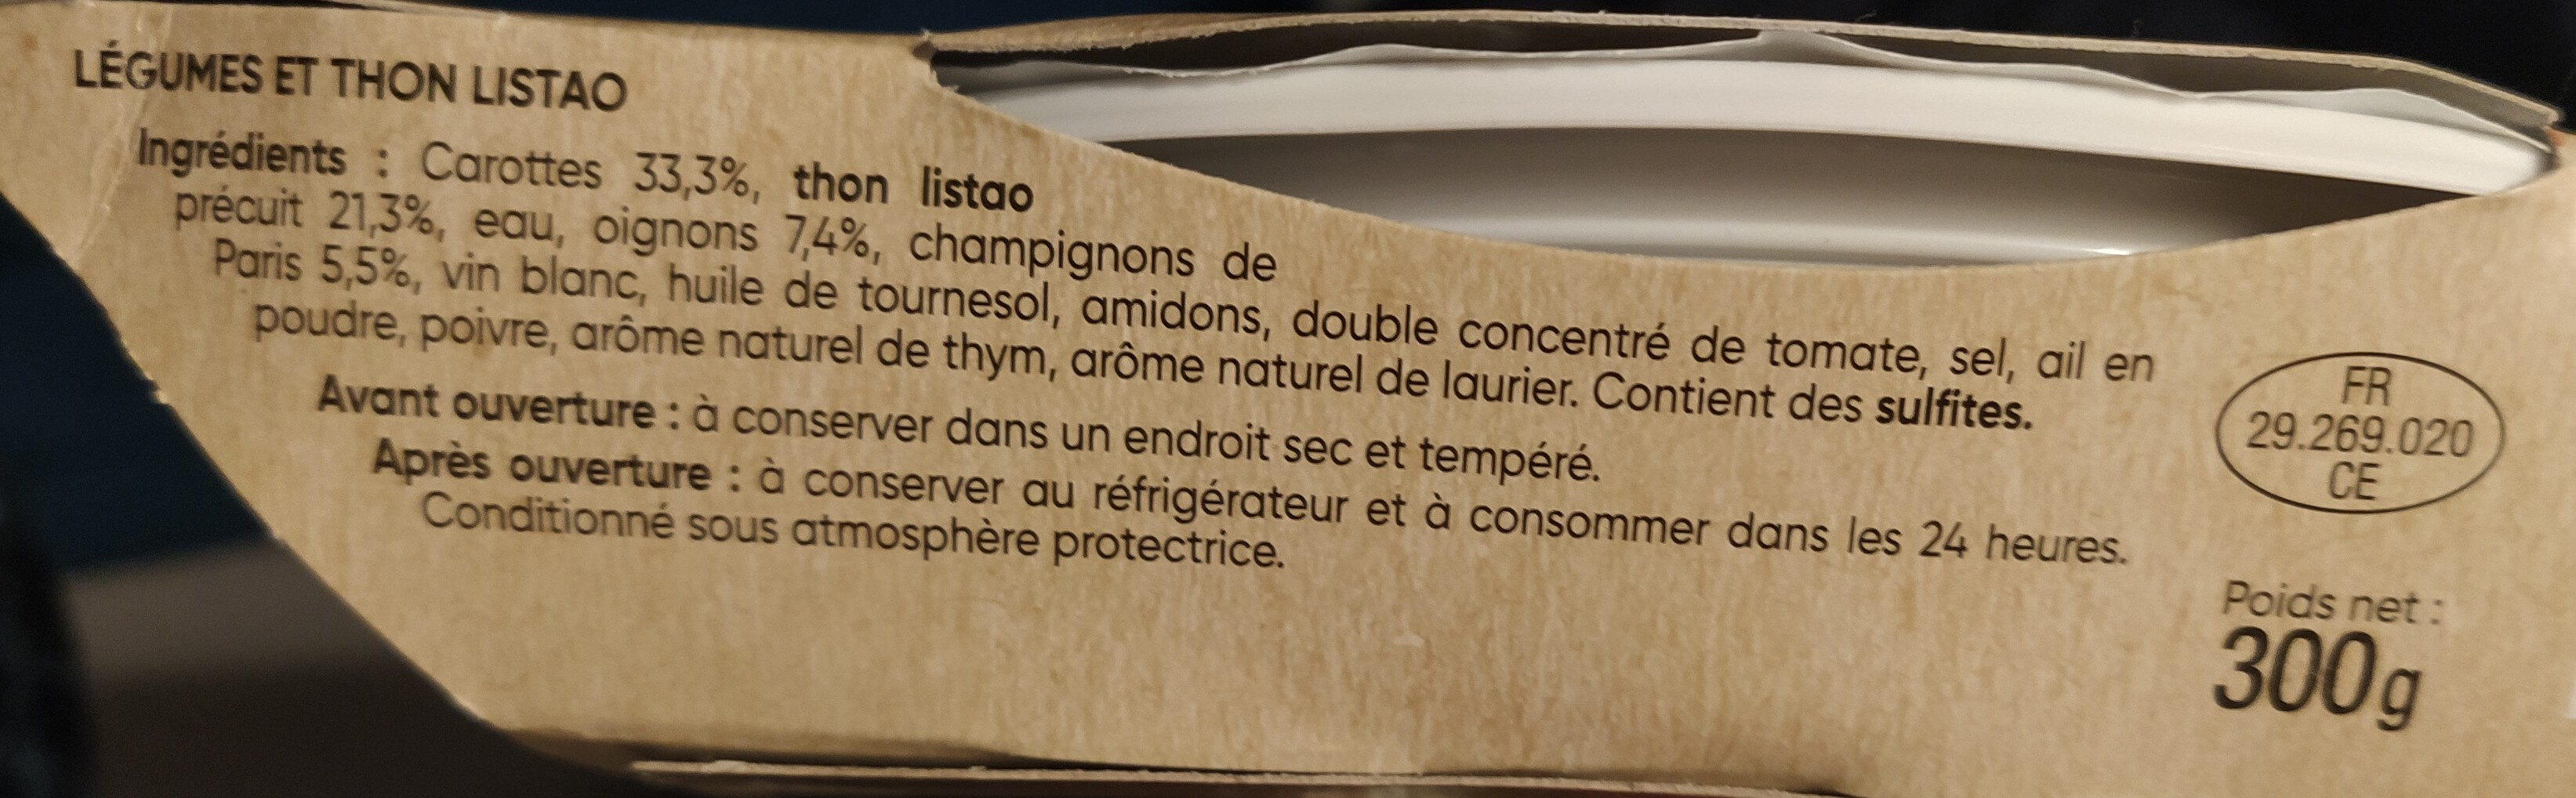 LÉGUMES ET THON LISTAO
Ingrédients : Carottes 33,3%, thon listao
précuit 21,3%, eau, oignons 7,4%, champignons de
Paris 5,5%, vin blanc, huile de tournesol, amidons, double concentré de tomate, sel, ail en
poudre, poivre, arôme naturel de thym, arôme naturel de laurier. Contient des sulfites.
Avant ouverture : à conserver dans un endroit sec et tempéré.
Après ouverture : à conserver au réfrigérateur et à consommer dans les 24 heures.
Conditionné sous atmosphère protectrice.
FR
29.269.020
CE
Poids net :
300g